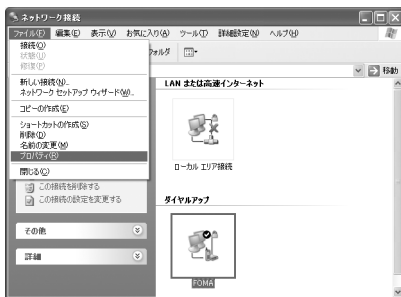 ネットワーク接続
ファイル(F) 編集(E) 表示(V) お気に入り(A) ツール(T) 詳細設定(N) ヘルプ(H)
接続(O)
状態(U)
修復(P)
ォルダ
移動
新しい接続(N)...
ネットワーク セットアップ ウィザード(W)...
コピーの作成(C)
ショートカットの作成(S)
削除(D)
名前の変更(M)
プロパティ(R)
閉じる(C)
この接続を削除する
この接続の設定を変更する
その他
詳細
LAN または高速インターネット
ローカル エリア接続
ダイヤルアップ
FOMA